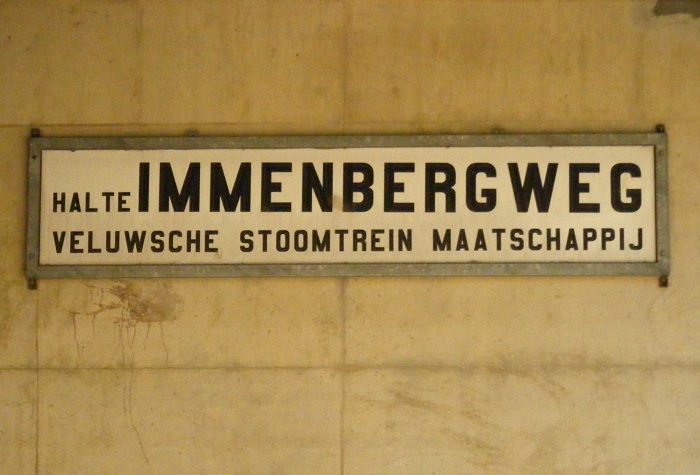 HALTE IMMENBERGWEG
VELUWSCHE STOOMTREIN MAATSCHAPPIJ